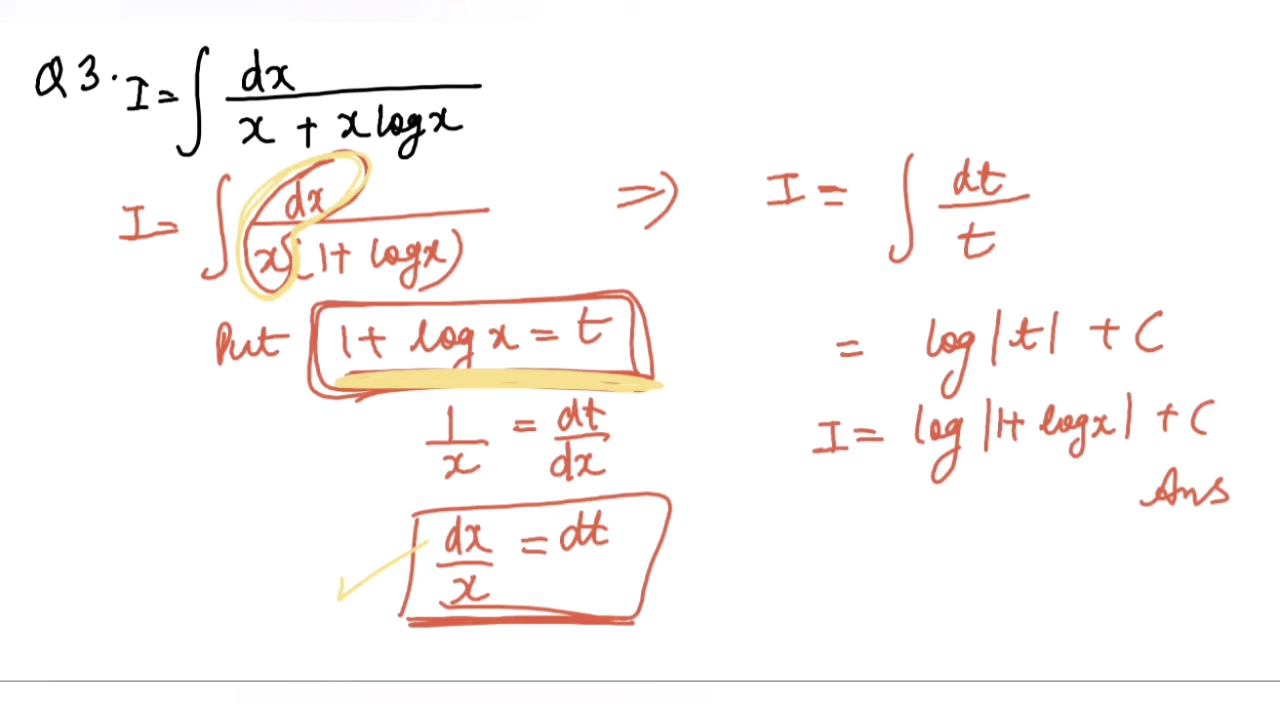 Q3. I = ∫ dx / (x + x log x)
I = ∫ dx / x(1 + log x)
Put 1 + log x = t
1/x = dt/dx
dx/x = dt
⇒ I = ∫ dt/t
= log|t| + C
I = log|1 + log x| + C
Ans